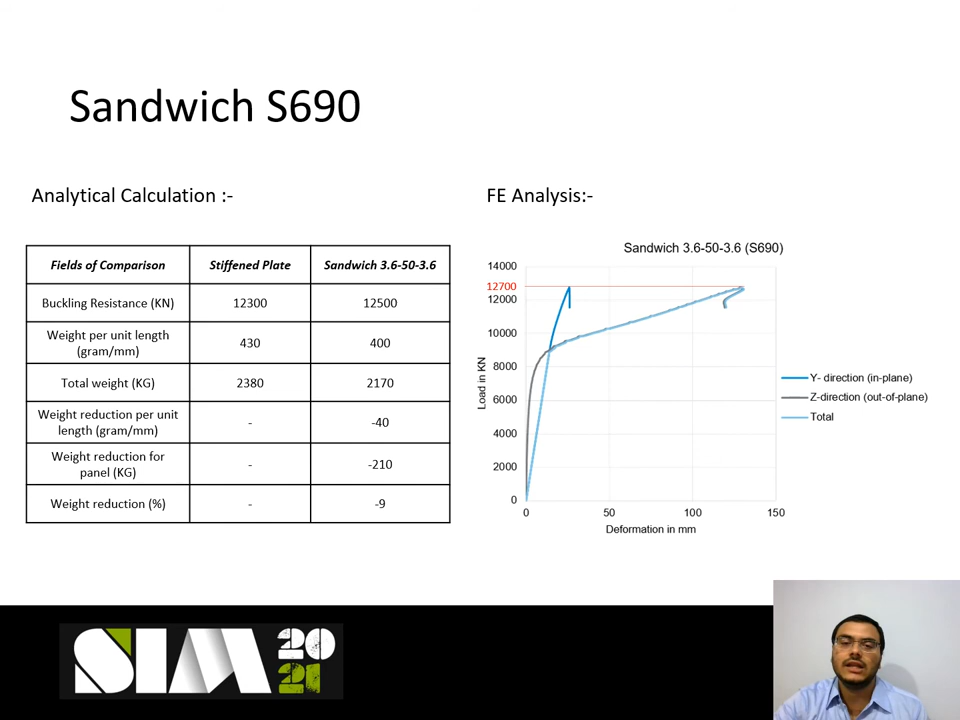 Sandwich S690
Analytical Calculation :-
Fields of Comparison Stiffened Plate Sandwich 3.6-50-3.6
Buckling Resistance (KN) 12300 12500
Weight per unit length
(gram/mm) 430 400
Total weight (KG) 2380 2170
Weight reduction per unit
length (gram/mm) - -40
Weight reduction for
panel (KG) - -210
Weight reduction (%) - -9
FE Analysis:-
Sandwich 3.6-50-3.6 (S690)
14000
12700
12000
10000
8000
6000
4000
2000
0
Load in KN
0 50 100 150
Deformation in mm
Y- direction (in-plane)
Z-direction (out-of-plane)
Total
SIM 20
21